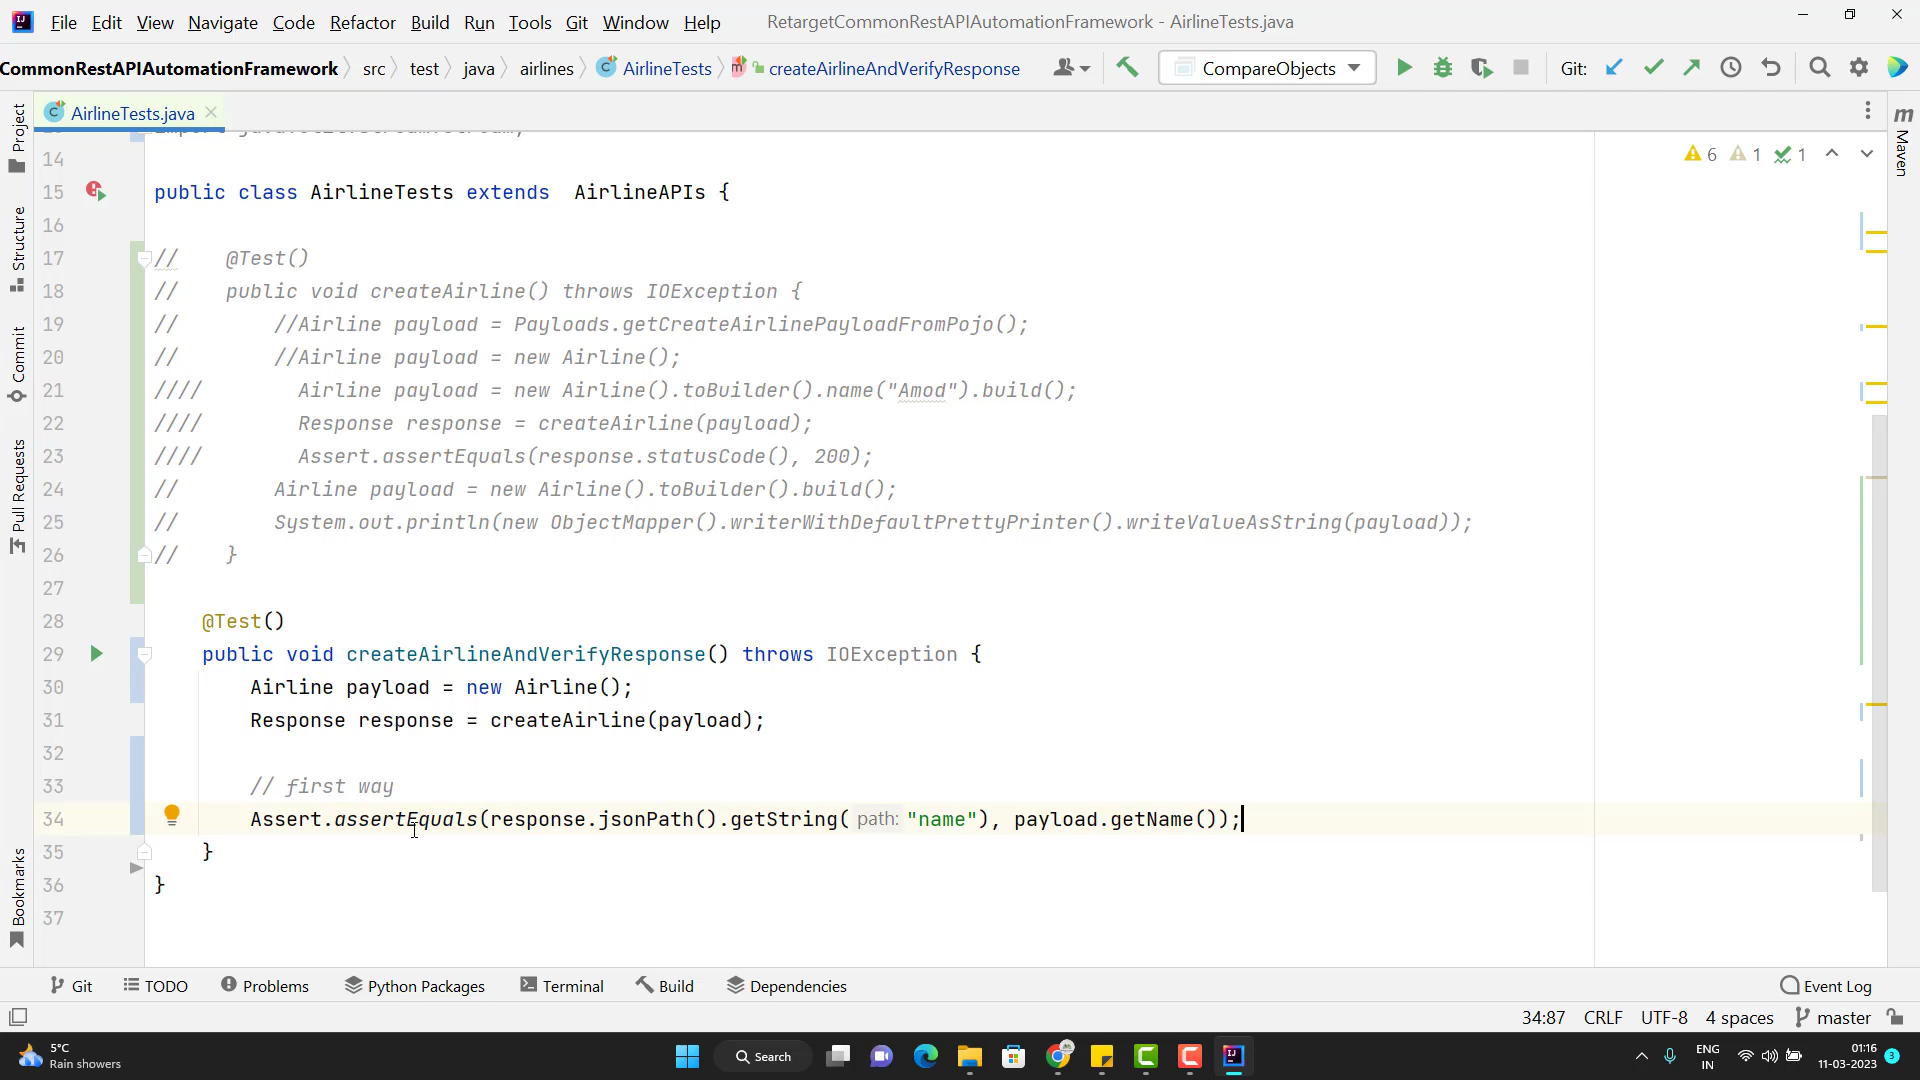 File Edit View Navigate Code Refactor Build Run Tools Git Window Help RetargetCommonRestAPIAutomationFramework - AirlineTests.java
CommonRestAPIAutomationFramework src test java airlines AirlineTests createAirlineAndVerifyResponse CompareObjects Git:
AirlineTests.java
Project
Structure
Commit
Pull Requests
Bookmarks
Maven
6 1 1
14
15 public class AirlineTests extends AirlineAPIs {
16
17 // @Test()
18 // public void createAirline() throws IOException {
19 // //Airline payload = Payloads.getCreateAirlinePayloadFromPojo();
20 // //Airline payload = new Airline();
21 //// Airline payload = new Airline().toBuilder().name("Amod").build();
22 //// Response response = createAirline(payload);
23 //// Assert.assertEquals(response.statusCode(), 200);
24 // Airline payload = new Airline().toBuilder().build();
25 // System.out.println(new ObjectMapper().writerWithDefaultPrettyPrinter().writeValueAsString(payload));
26 // }
27
28 @Test()
29 public void createAirlineAndVerifyResponse() throws IOException {
30 Airline payload = new Airline();
31 Response response = createAirline(payload);
32
33 // first way
34 Assert.assertEquals(response.jsonPath().getString( path: "name"), payload.getName());
35 }
36 }
37
Git TODO Problems Python Packages Terminal Build Dependencies Event Log
34:87 CRLF UTF-8 4 spaces master
5°C
Rain showers
Search
ENG
IN
01:16
11-03-2023
3